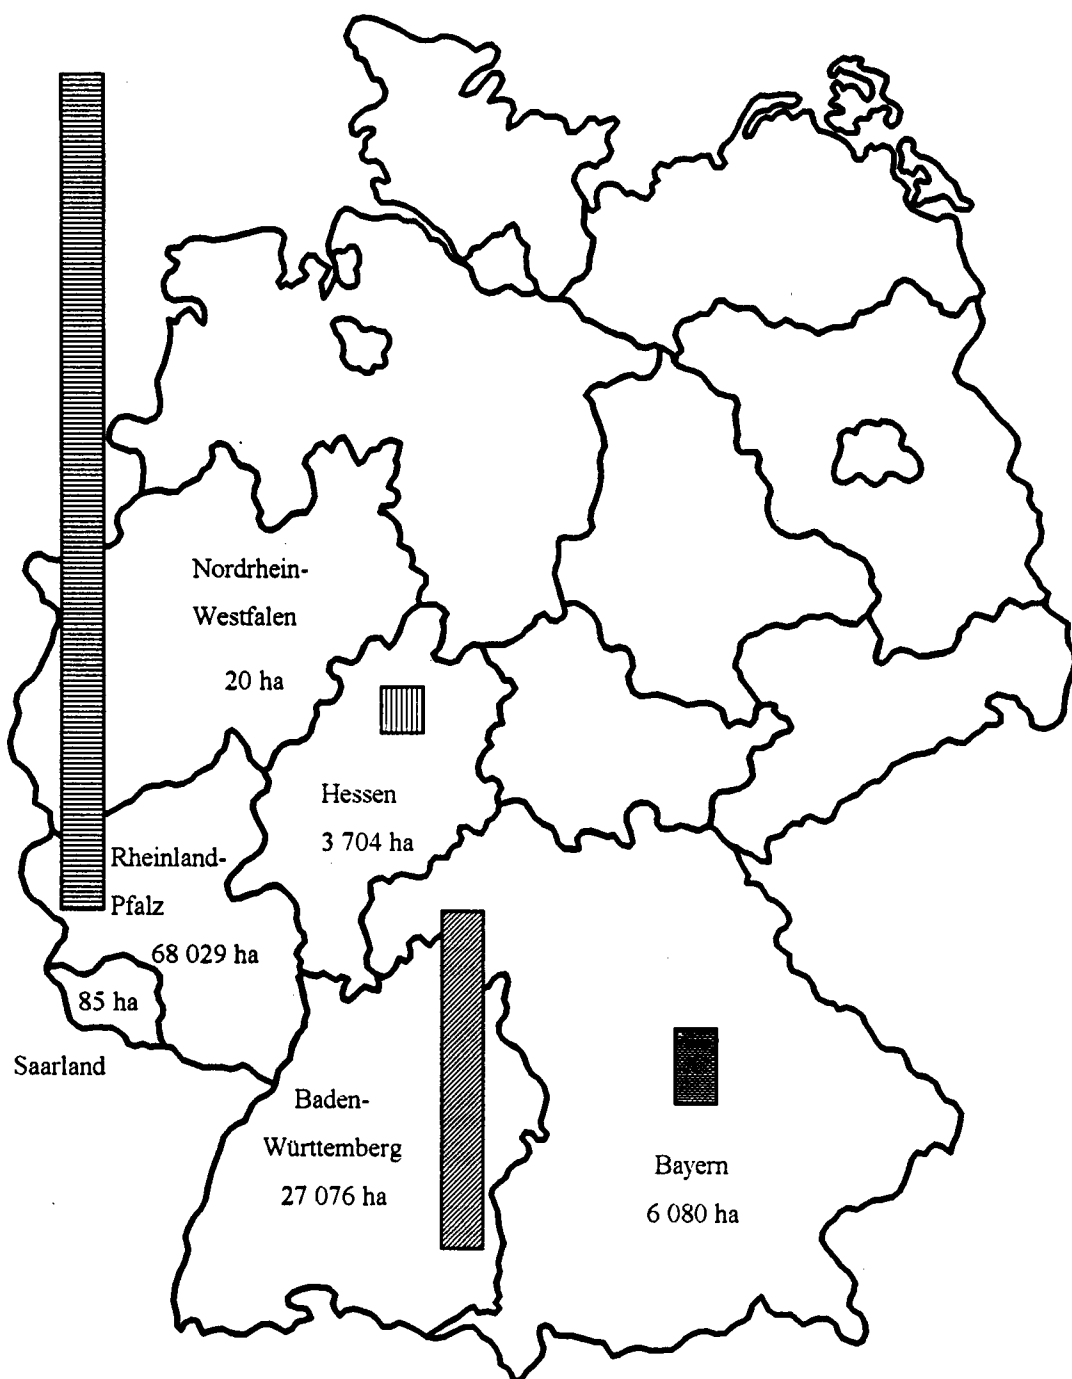 Nordrhein-
Westfalen
20 ha
Hessen
3 704 ha
Rheinland-
Pfalz
68 029 ha
85 ha
Saarland
Baden-
Württemberg
27 076 ha
Bayern
6 080 ha